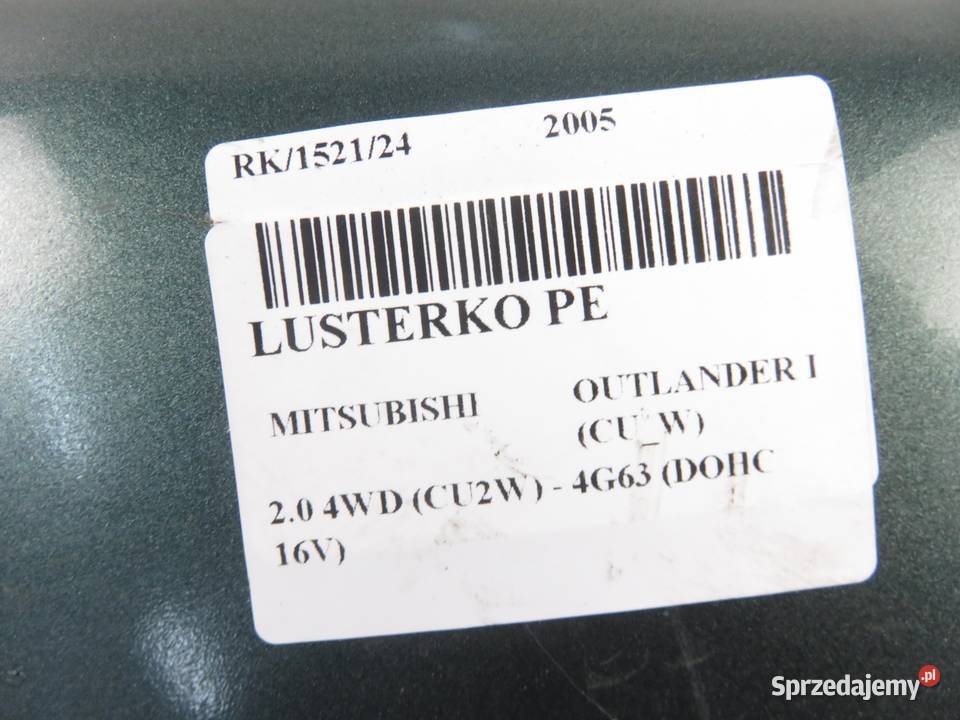 RK/1521/24 2005
LUSTERKO PE
MITSUBISHI OUTLANDER I
(CU_W)
2.0 4WD (CU2W) - 4G63 (DOHC
16V)
Sprzedajemy.pl